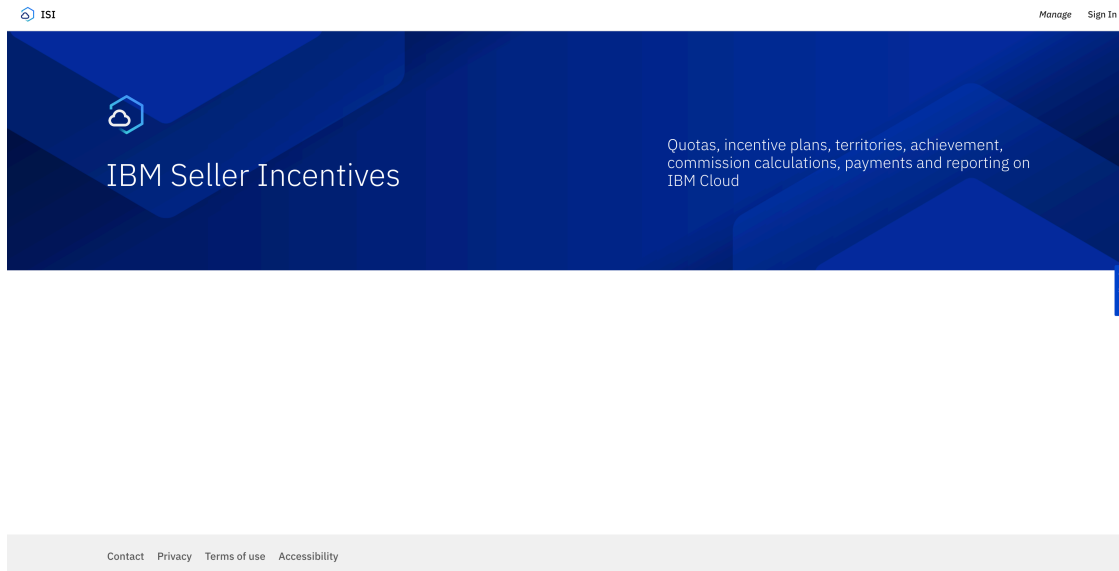 ISI
Manage Sign In
IBM Seller Incentives
Quotas, incentive plans, territories, achievement,
commission calculations, payments and reporting on
IBM Cloud
Contact Privacy Terms of use Accessibility